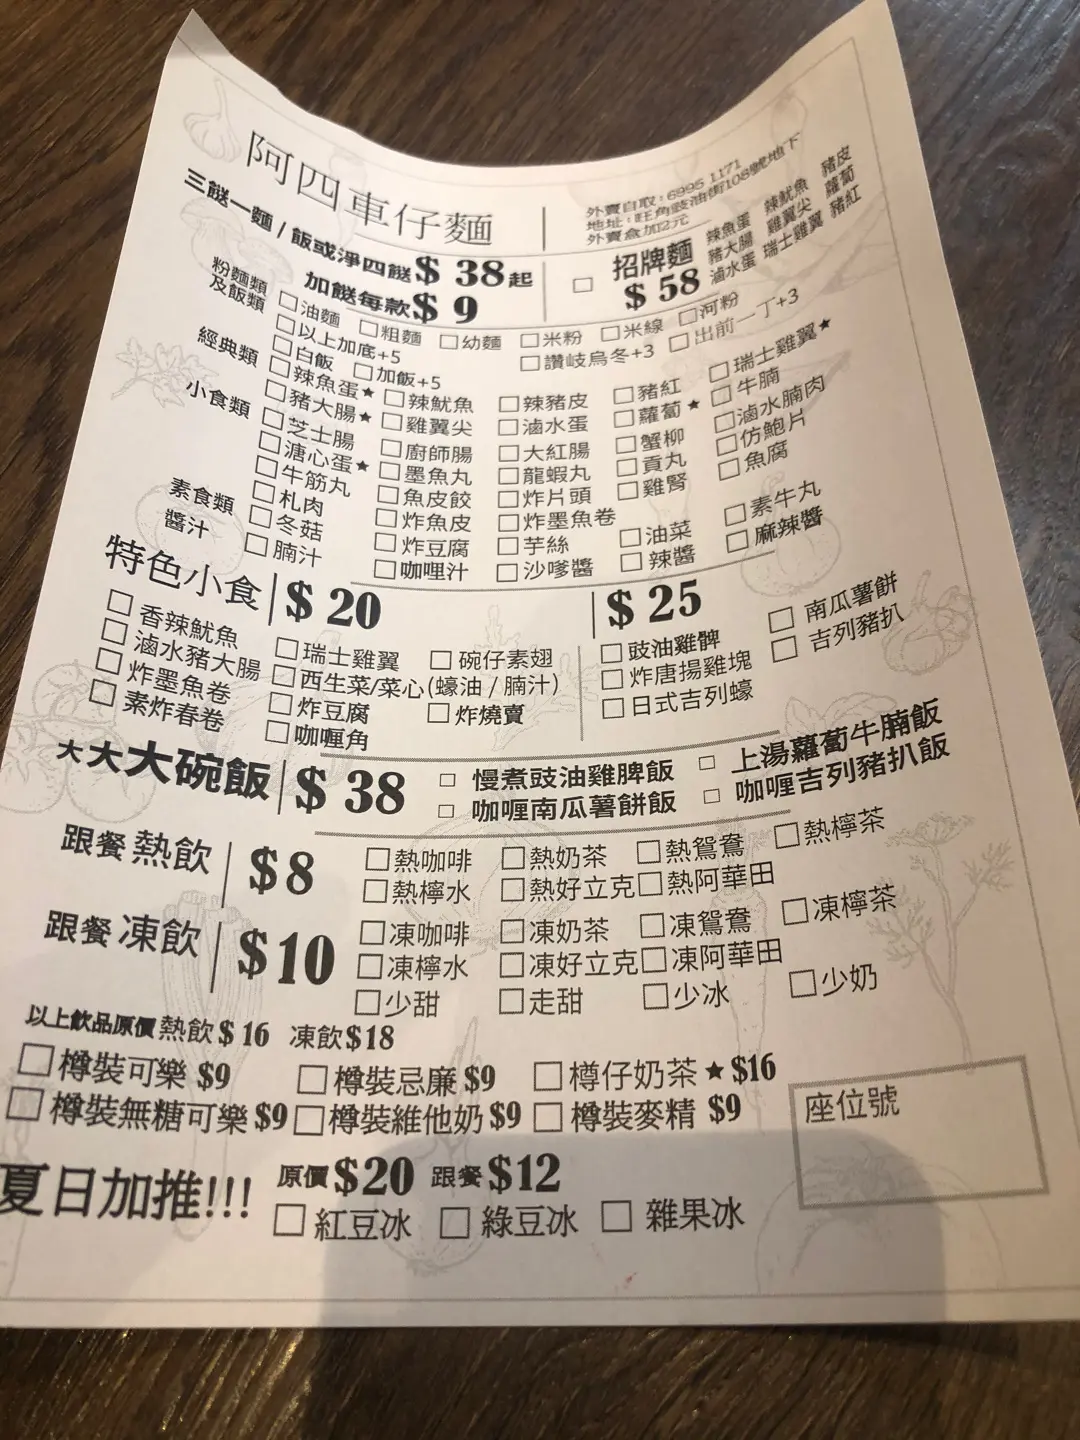 阿四車仔麵
外賣自取：6995 1171
地址：旺角豉油街108號地下
外賣盒加2元
三餸一麵 / 飯或淨四餸 $ 38起
加餸每款 $ 9
□ 招牌麵 $ 58
辣魚蛋 辣魷魚 豬皮
豬大腸 雞翼尖 蘿蔔
滷水蛋 瑞士雞翼 豬紅
粉麵類及飯類
□油麵 □粗麵 □幼麵 □米粉 □米線 □河粉
□以上加底+5 □讚岐烏冬+3 □出前一丁+3
□白飯 □加飯+5
經典類
□辣魚蛋★ □辣魷魚 □辣豬皮 □豬紅 □瑞士雞翼★
□豬大腸★ □雞翼尖 □滷水蛋 □蘿蔔★ □牛腩
小食類
□芝士腸 □廚師腸 □大紅腸 □蟹柳 □滷水腩肉
□溏心蛋★ □墨魚丸 □龍蝦丸 □貢丸 □仿鮑片
□牛筋丸 □魚皮餃 □炸片頭 □雞腎 □魚腐
□札肉 □炸魚皮 □炸墨魚卷
素食類
□冬菇 □炸豆腐 □芋絲 □油菜 □素牛丸
醬汁
□腩汁 □咖哩汁 □沙嗲醬 □辣醬 □麻辣醬
特色小食 $ 20
□香辣魷魚 □瑞士雞翼 □碗仔素翅
□滷水豬大腸 □西生菜/菜心(蠔油 / 腩汁)
□炸墨魚卷 □炸豆腐 □炸燒賣
□素炸春卷 □咖喱角
$ 25
□豉油雞髀 □南瓜薯餅
□炸唐揚雞塊 □吉列豬扒
□日式吉列蠔
大大大碗飯 $ 38
□ 慢煮豉油雞脾飯 □ 上湯蘿蔔牛腩飯
□ 咖喱南瓜薯餅飯 □ 咖喱吉列豬扒飯
跟餐 熱飲 $8
□熱咖啡 □熱奶茶 □熱鴛鴦 □熱檸茶
□熱檸水 □熱好立克 □熱阿華田
跟餐 凍飲 $10
□凍咖啡 □凍奶茶 □凍鴛鴦 □凍檸茶
□凍檸水 □凍好立克 □凍阿華田
□少甜 □走甜 □少冰 □少奶
以上飲品原價 熱飲 $ 16 凍飲 $18
□樽裝可樂 $9 □樽裝忌廉 $9 □樽仔奶茶 ★ $16
□樽裝無糖可樂 $9 □樽裝維他奶 $9 □樽裝麥精 $9
座位號
夏日加推!!! 原價 $20 跟餐 $12
□ 紅豆冰 □ 綠豆冰 □ 雜果冰